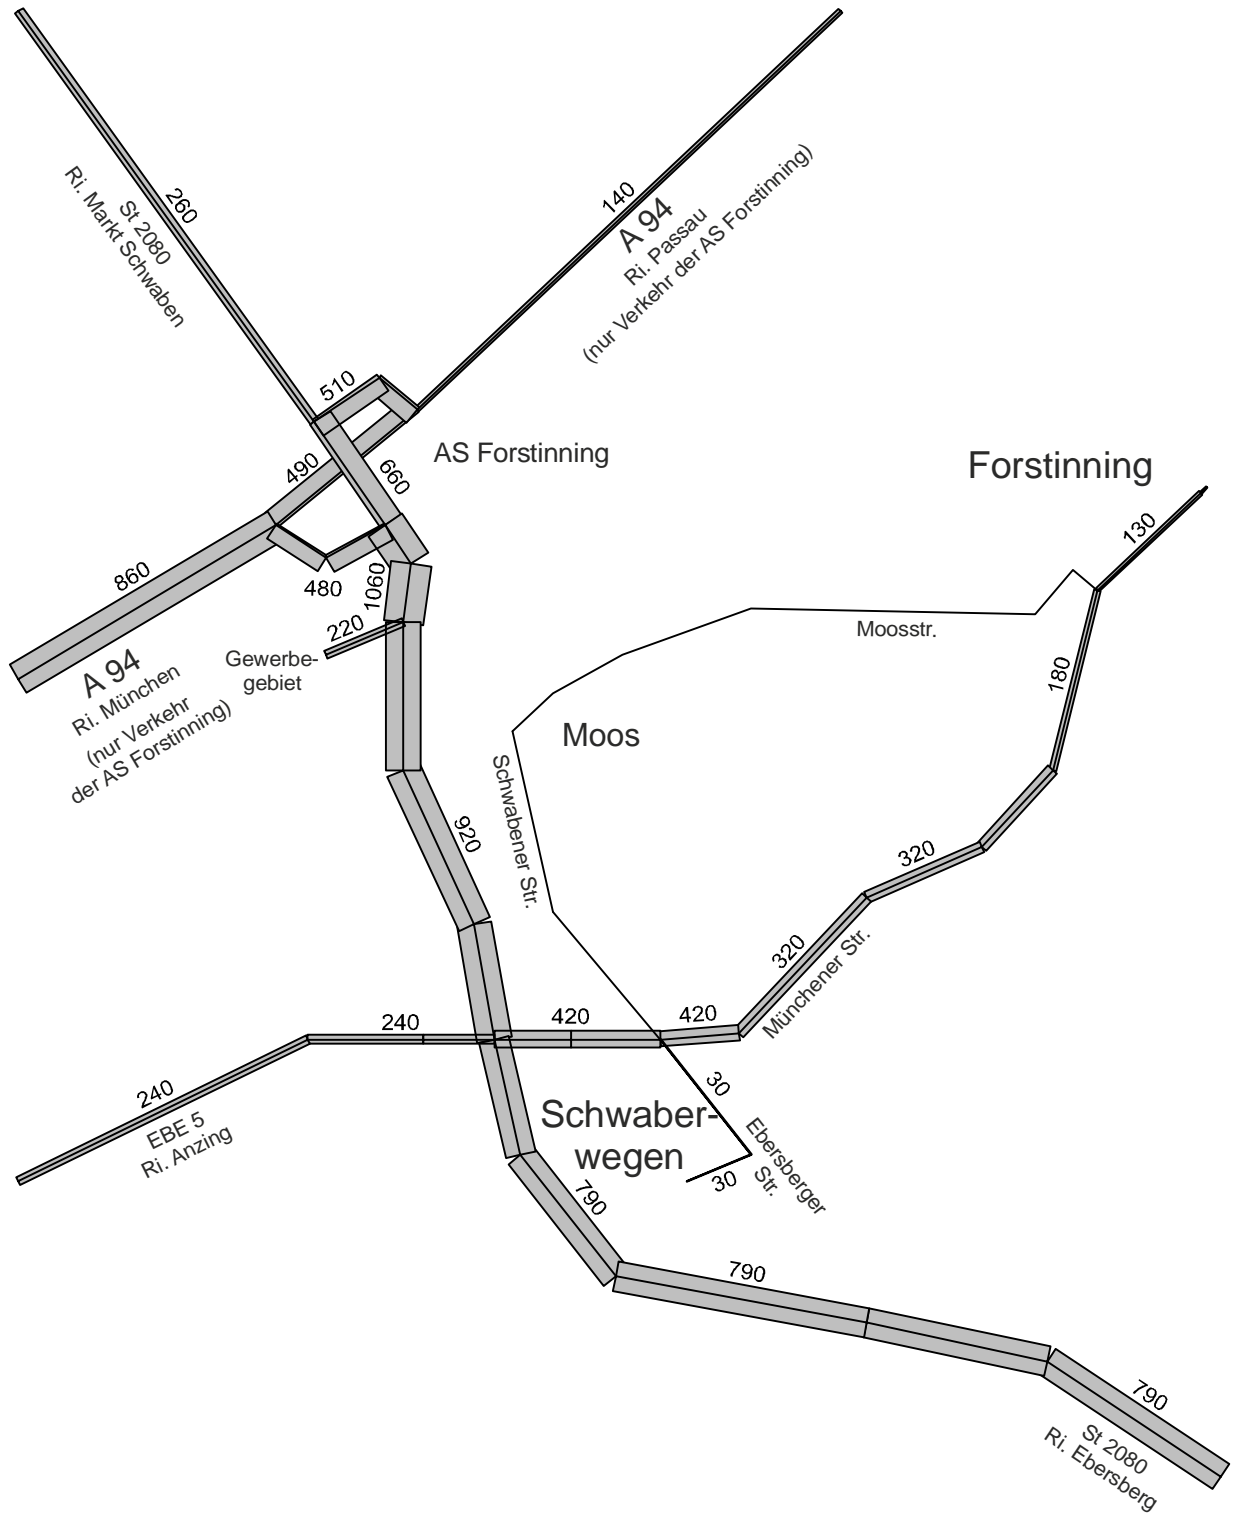 260
St 2080
Ri. Markt Schwaben
140
A 94
Ri. Passau
(nur Verkehr der AS Forstinning)
510
AS Forstinning
490
660
Forstinning
130
860
480
1060
220
Gewerbe-
gebiet
A 94
Ri. München
(nur Verkehr
der AS Forstinning)
Moosstr.
180
Moos
Schwabener Str.
920
320
320
Münchener Str.
240
420
420
240
EBE 5
Ri. Anzing
30
Schwaber-
wegen
Ebersberger
Str.
30
790
790
790
St 2080
Ri. Ebersberg